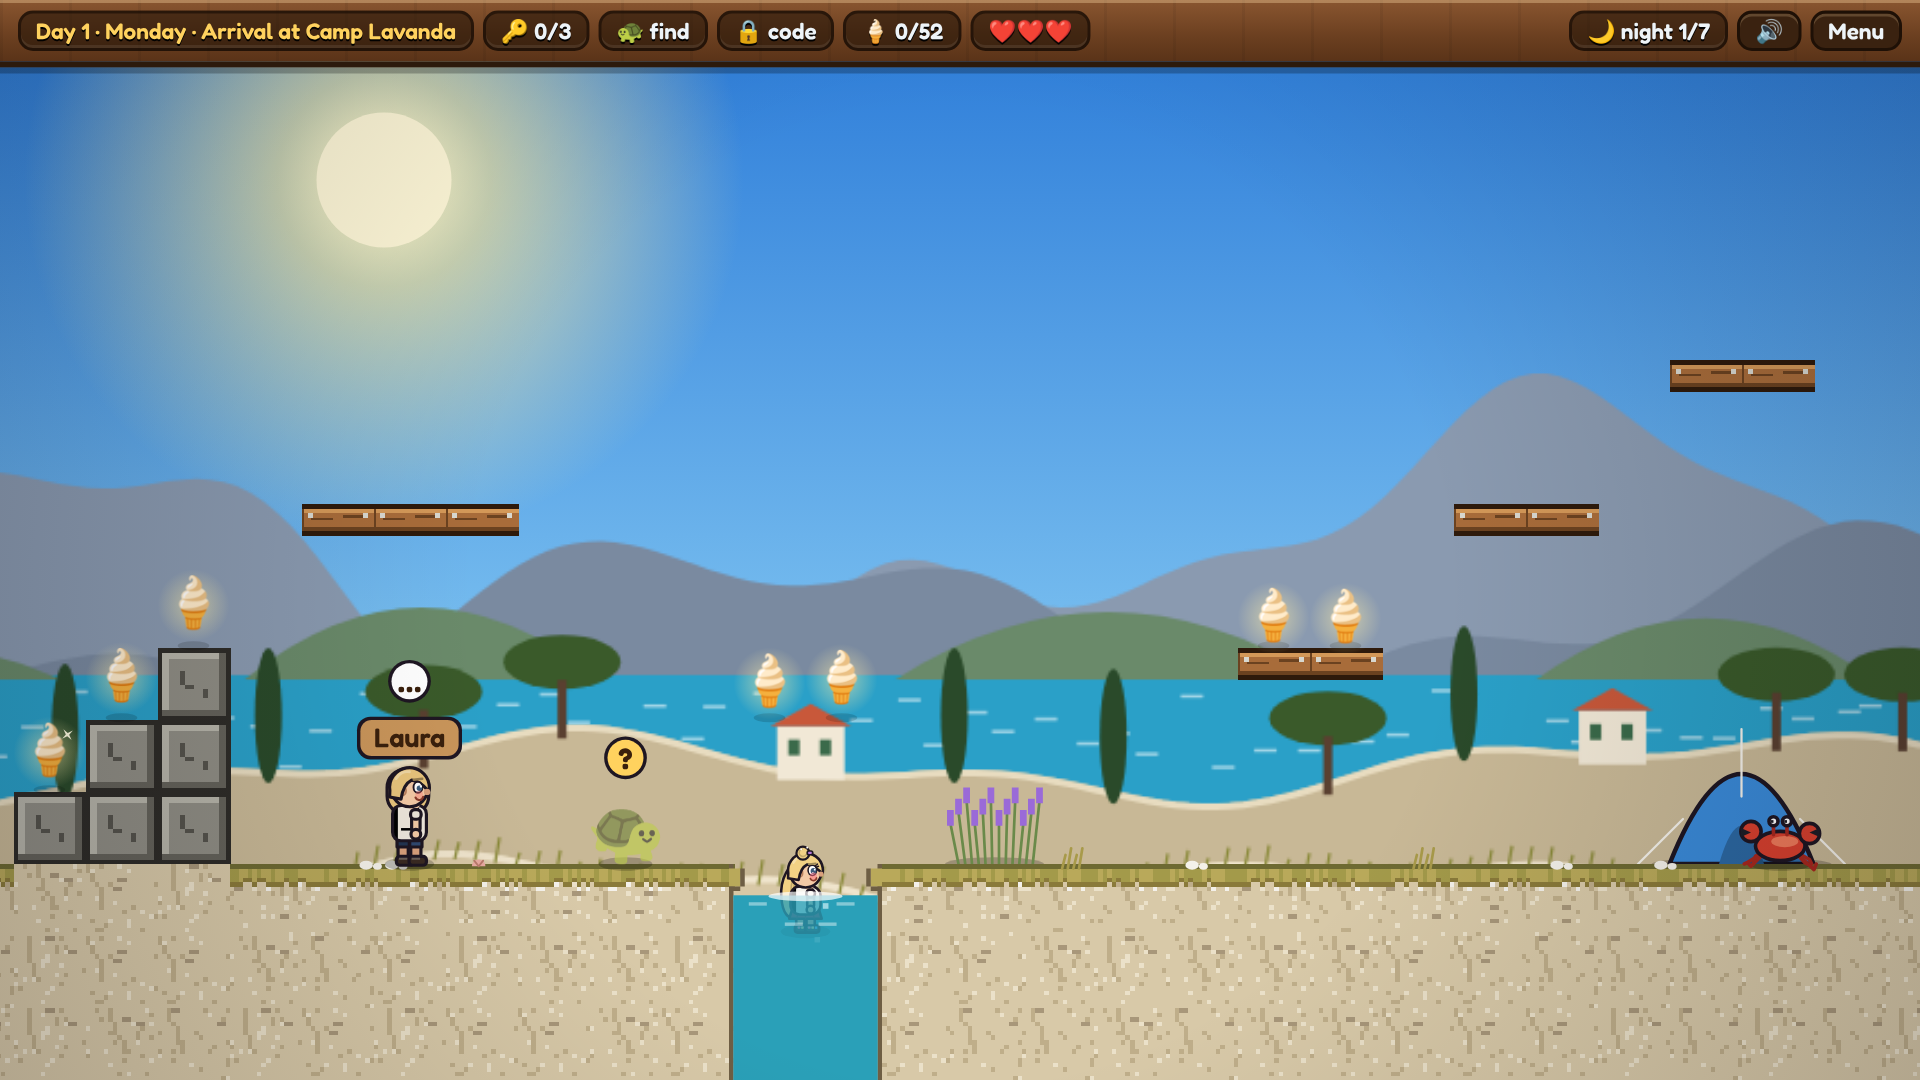 Day 1 · Monday · Arrival at Camp Lavanda
0/3
find
code
0/52
night 1/7
Menu
...
Laura
?